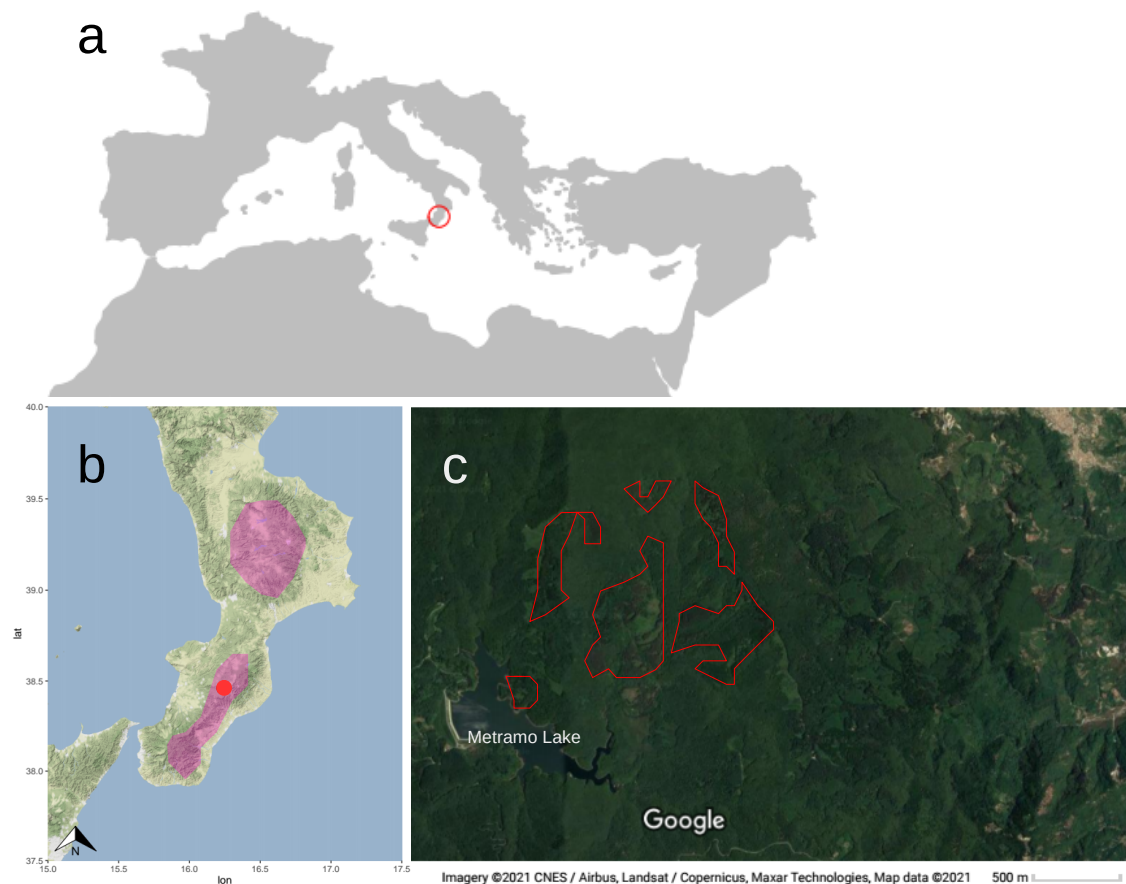 a
b
c
40.0
39.5
39.0
38.5
38.0
37.5
lat
N
15.0 15.5 16.0 16.5 17.0 17.5
lon
Metramo Lake
Google
Imagery ©2021 CNES / Airbus, Landsat / Copernicus, Maxar Technologies, Map data ©2021 500 m